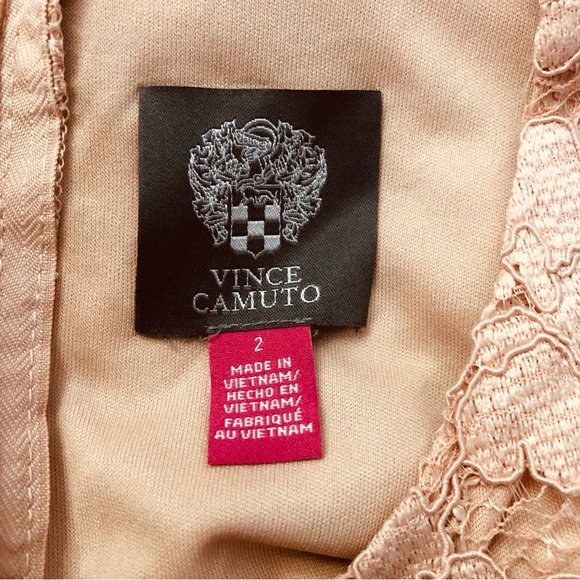 VINCE
CAMUTO
2
MADE IN
VIETNAM/
HECHO EN
VIETNAM/
FABRIQUÉ
AU VIETNAM